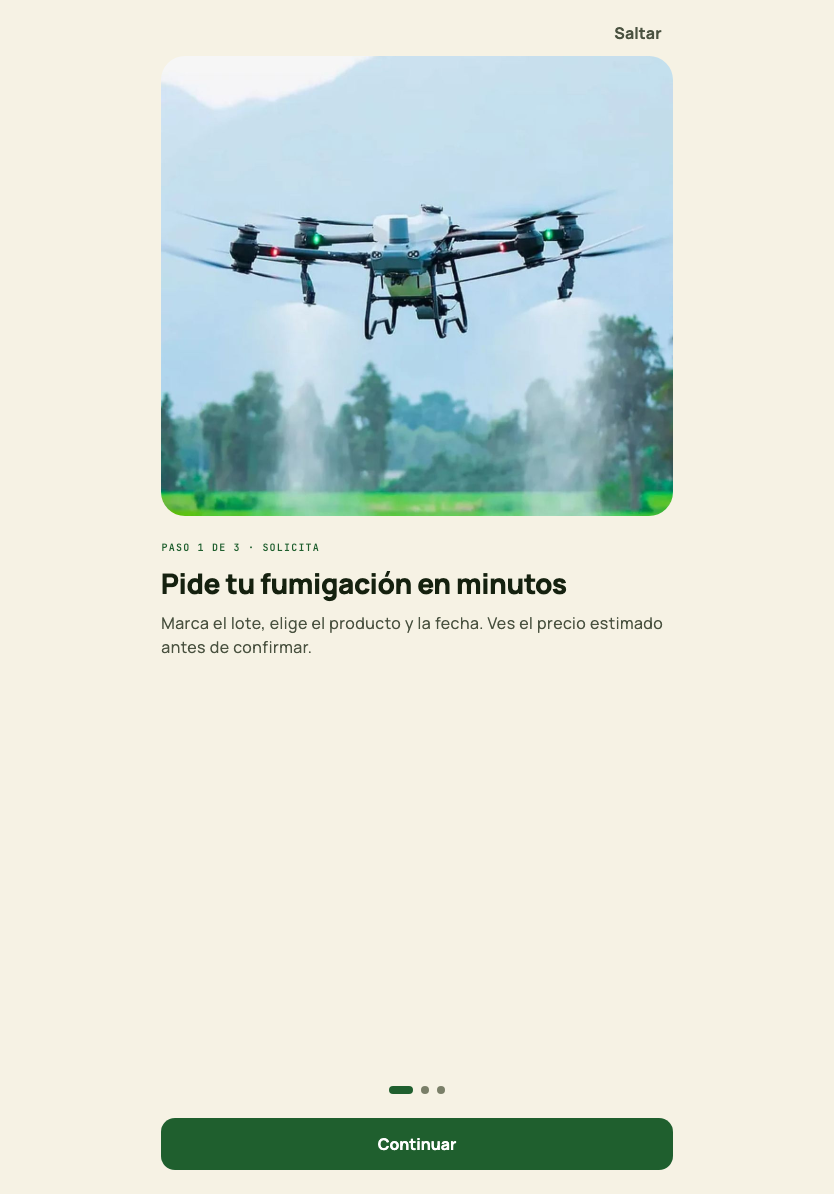 Saltar
PASO 1 DE 3 · SOLICITA
Pide tu fumigación en minutos
Marca el lote, elige el producto y la fecha. Ves el precio estimado
antes de confirmar.
Continuar